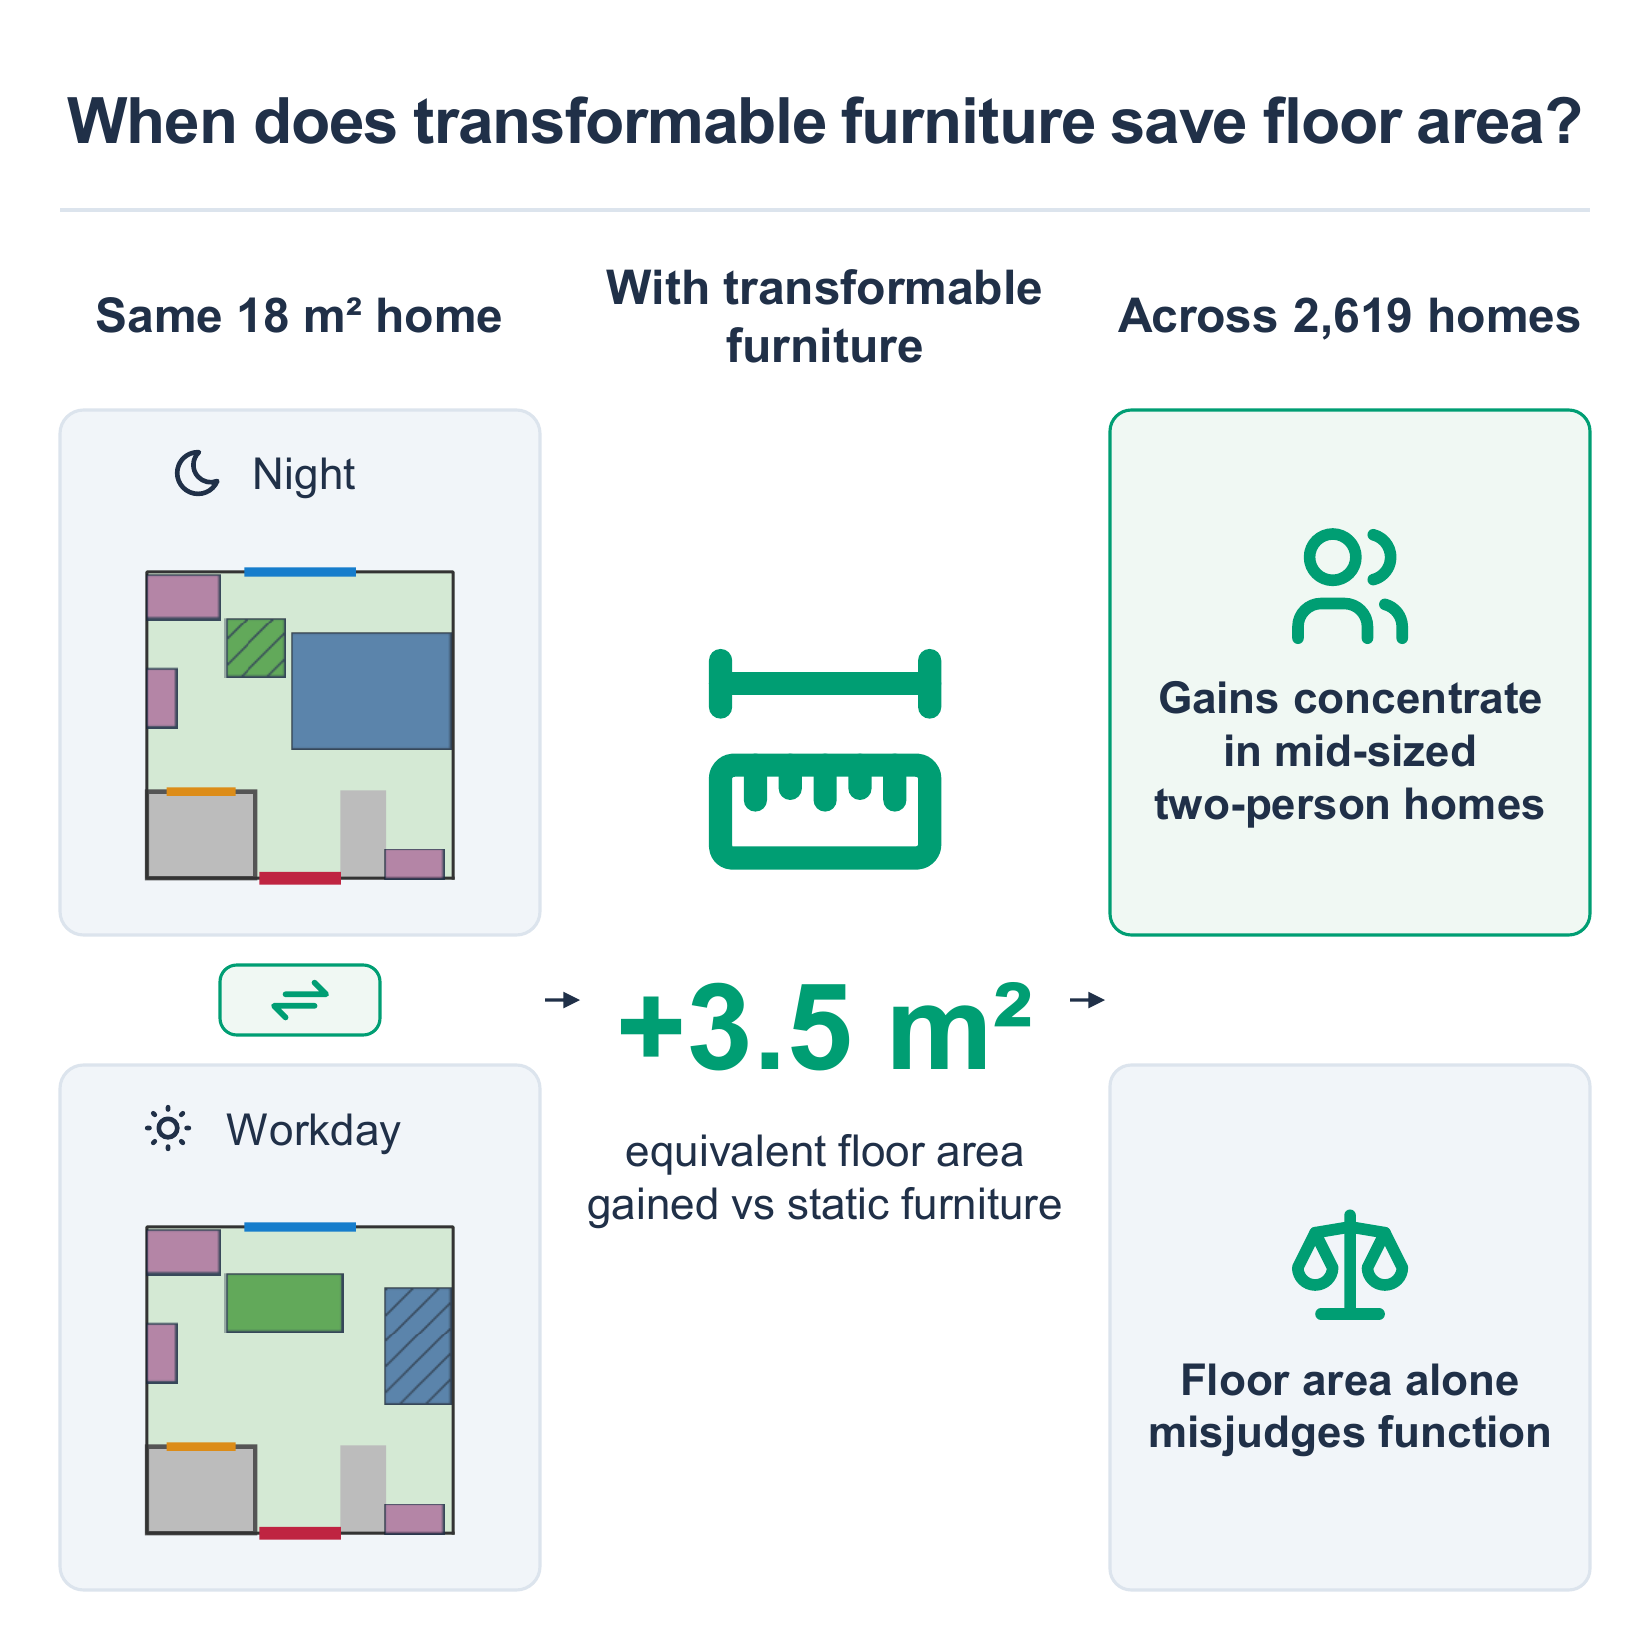 When does transformable furniture save floor area?
Same 18 m² home
Night
Workday
With transformable
furniture
+3.5 m²
equivalent floor area
gained vs static furniture
Across 2,619 homes
Gains concentrate
in mid-sized
two-person homes
Floor area alone
misjudges function